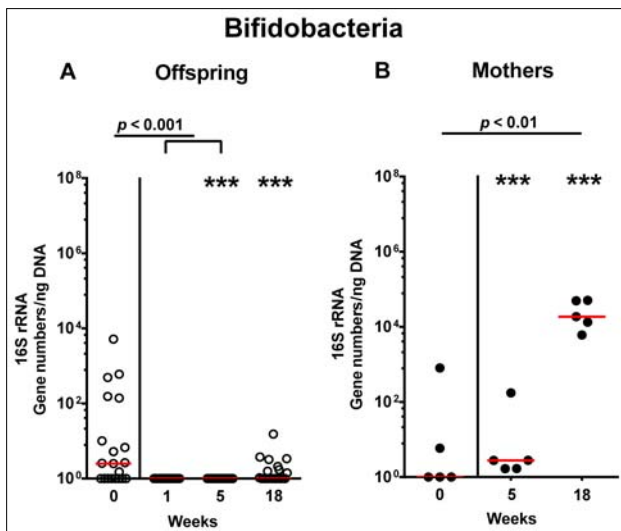 Bifidobacteria
A Offspring
p < 0.001
*** ***
10⁸
10⁶
10⁴
10²
10⁰
16S rRNA
Gene numbers/ng DNA
0 1 5 18
Weeks
B Mothers
p < 0.01
*** ***
10⁸
10⁶
10⁴
10²
10⁰
16S rRNA
Gene numbers/ng DNA
0 5 18
Weeks